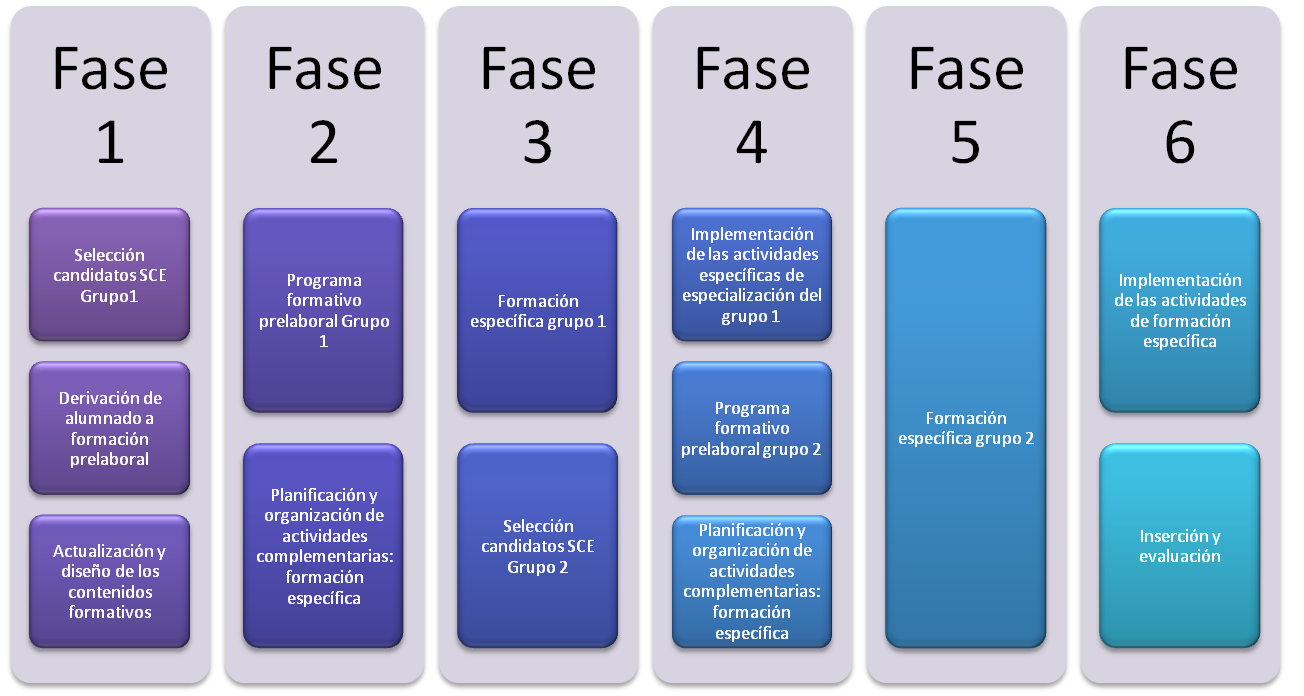 Fase
1
Selección
candidatos SCE
Grupo1
Derivación de
alumnado a
formación
prelaboral
Actualización y
diseño de los
contenidos
formativos
Fase
2
Programa
formativo
prelaboral Grupo
1
Planificación y
organización de
actividades
complementarias:
formación
específica
Fase
3
Formación
específica grupo 1
Selección
candidatos SCE
Grupo 2
Fase
4
Implementación
de las actividades
específicas de
especialización del
grupo 1
Programa
formativo
prelaboral grupo 2
Planificación y
organización de
actividades
complementarias:
formación
específica
Fase
5
Formación
específica grupo 2
Fase
6
Implementación
de las actividades
de formación
específica
Inserción y
evaluación